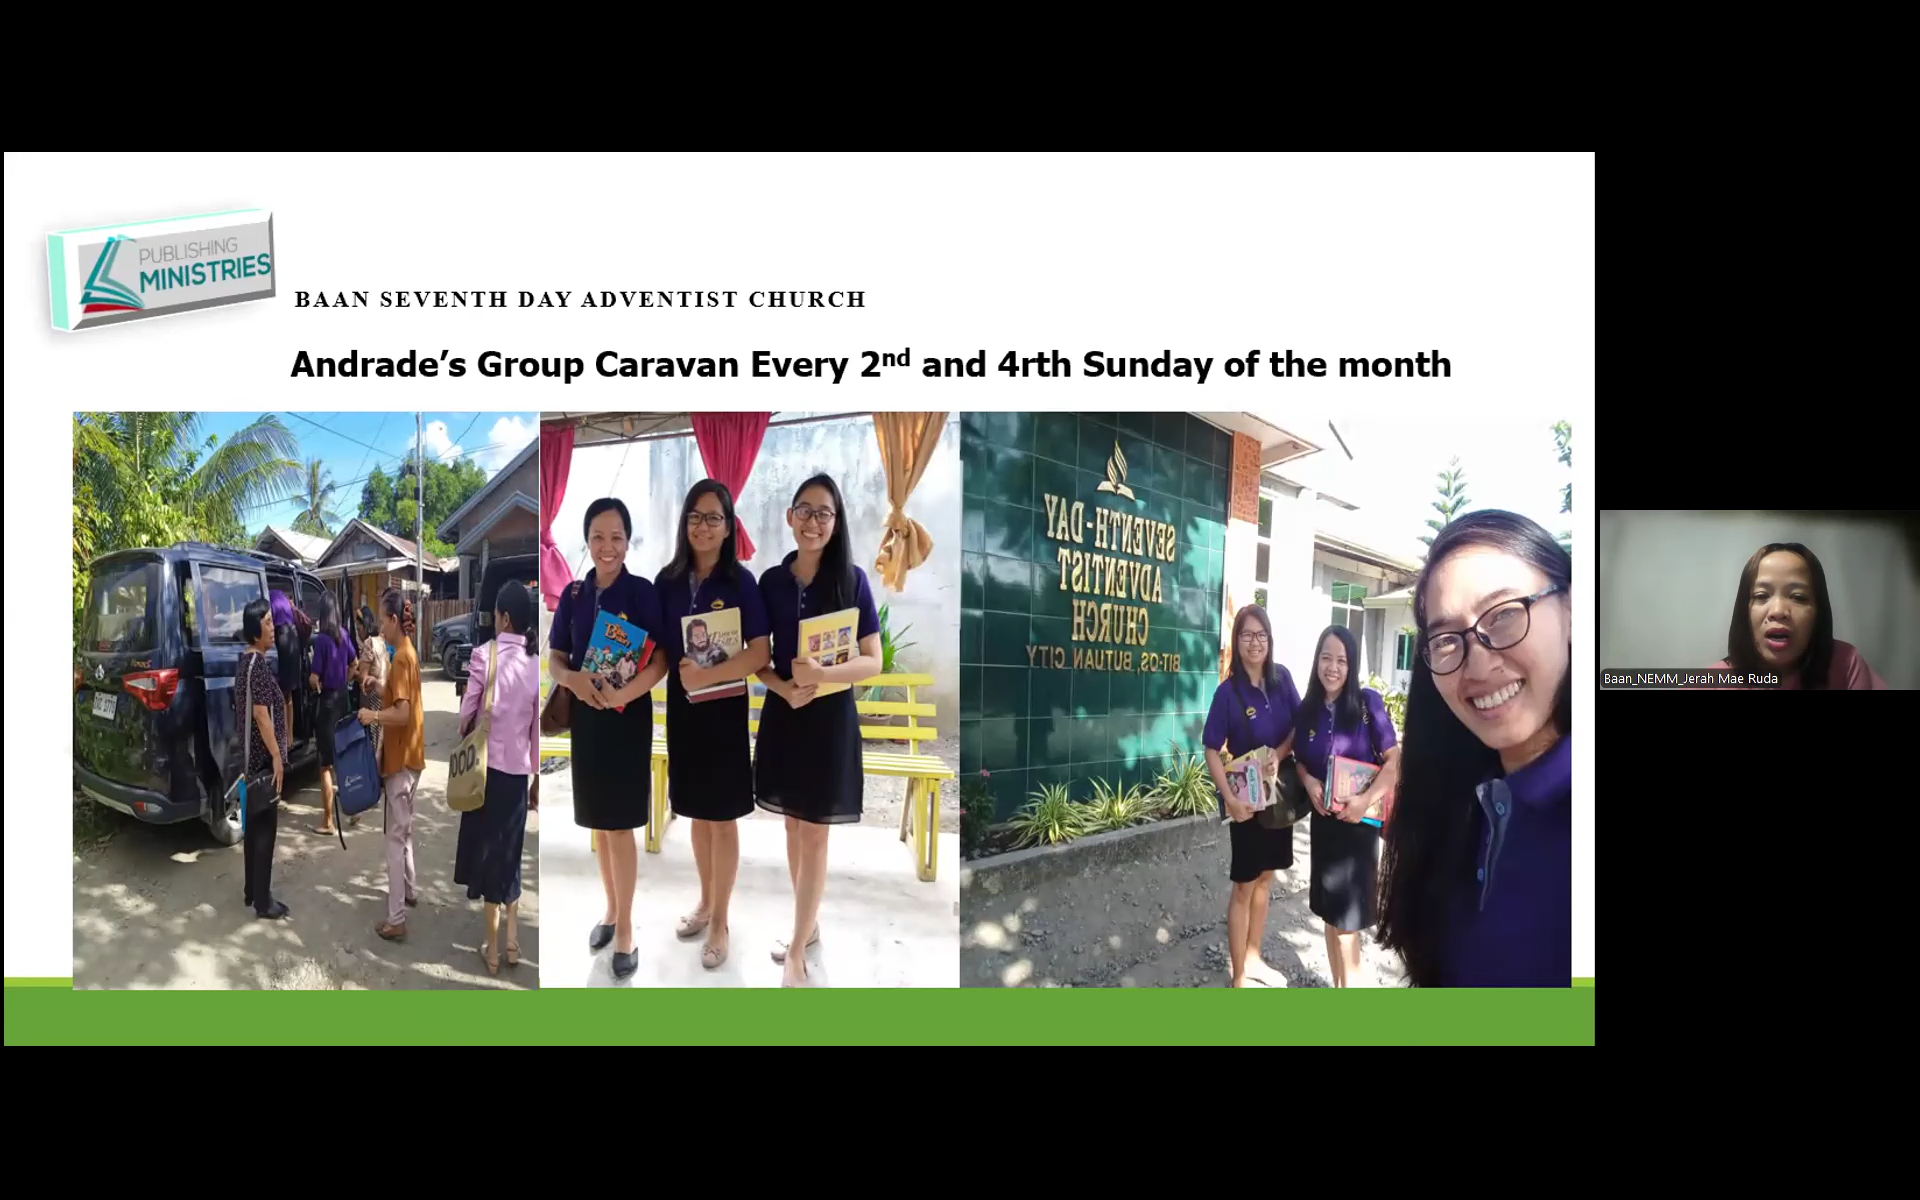 PUBLISHING
MINISTRIES
BAAN SEVENTH DAY ADVENTIST CHURCH
Andrade’s Group Caravan Every 2nd and 4rth Sunday of the month
SEVENTH-DAY
ADVENTIST
CHURCH
BIT-OS, BUTUAN CITY
Baan_NEMM_Jerah Mae Ruda